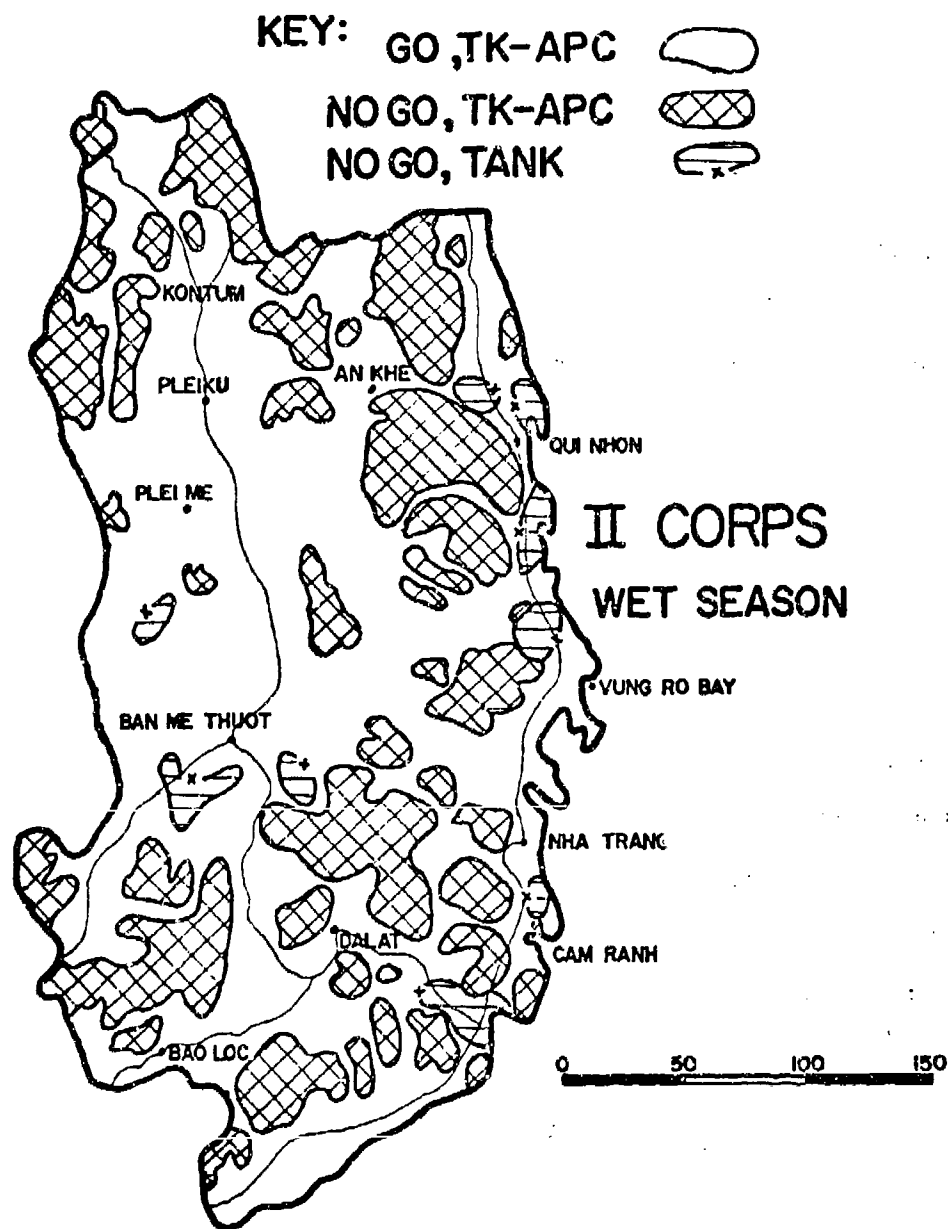 KEY:
GO, TK-APC
NO GO, TK-APC
NO GO, TANK
KONTUM
PLEIKU
AN KHE
QUI NHON
PLEI ME
II CORPS
WET SEASON
VUNG RO BAY
BAN ME THUOT
NHA TRANG
DALAT
CAM RANH
BAO LOC
0 50 100 150